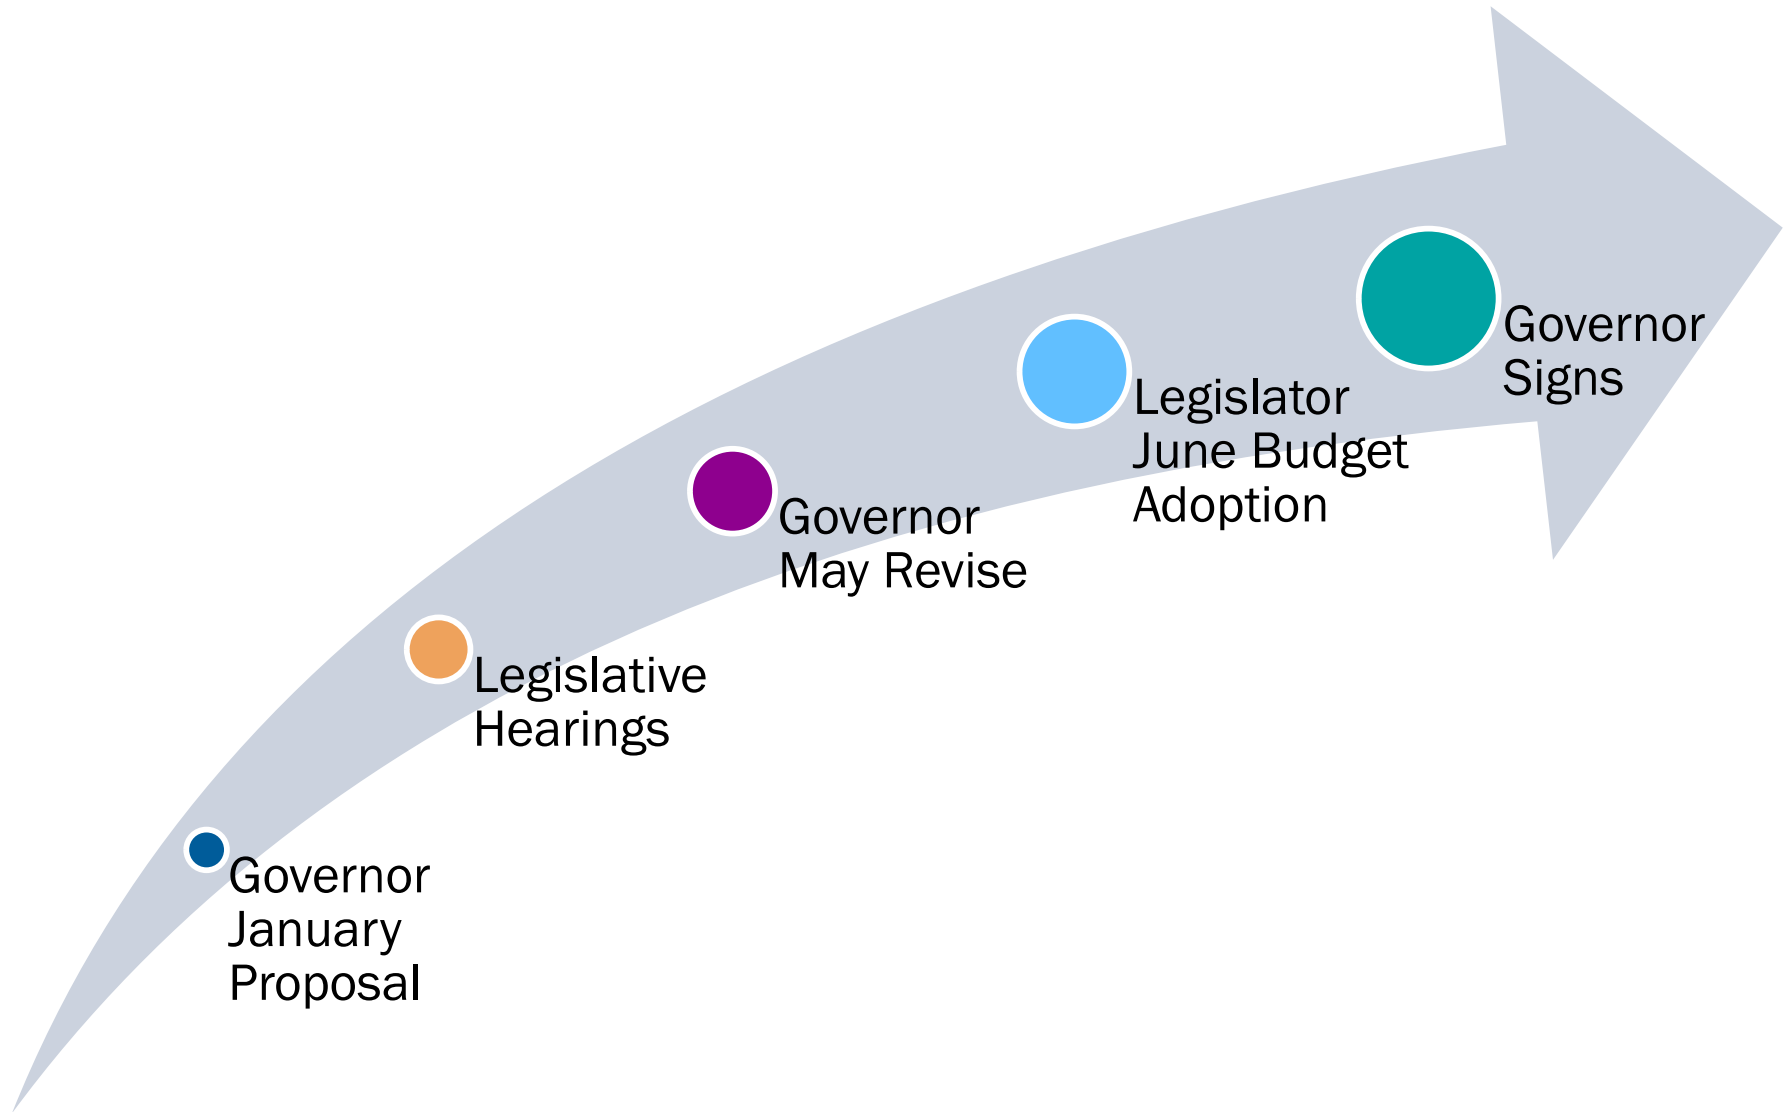 Governor
January
Proposal
Legislative
Hearings
Governor
May Revise
Legislator
June Budget
Adoption
Governor
Signs